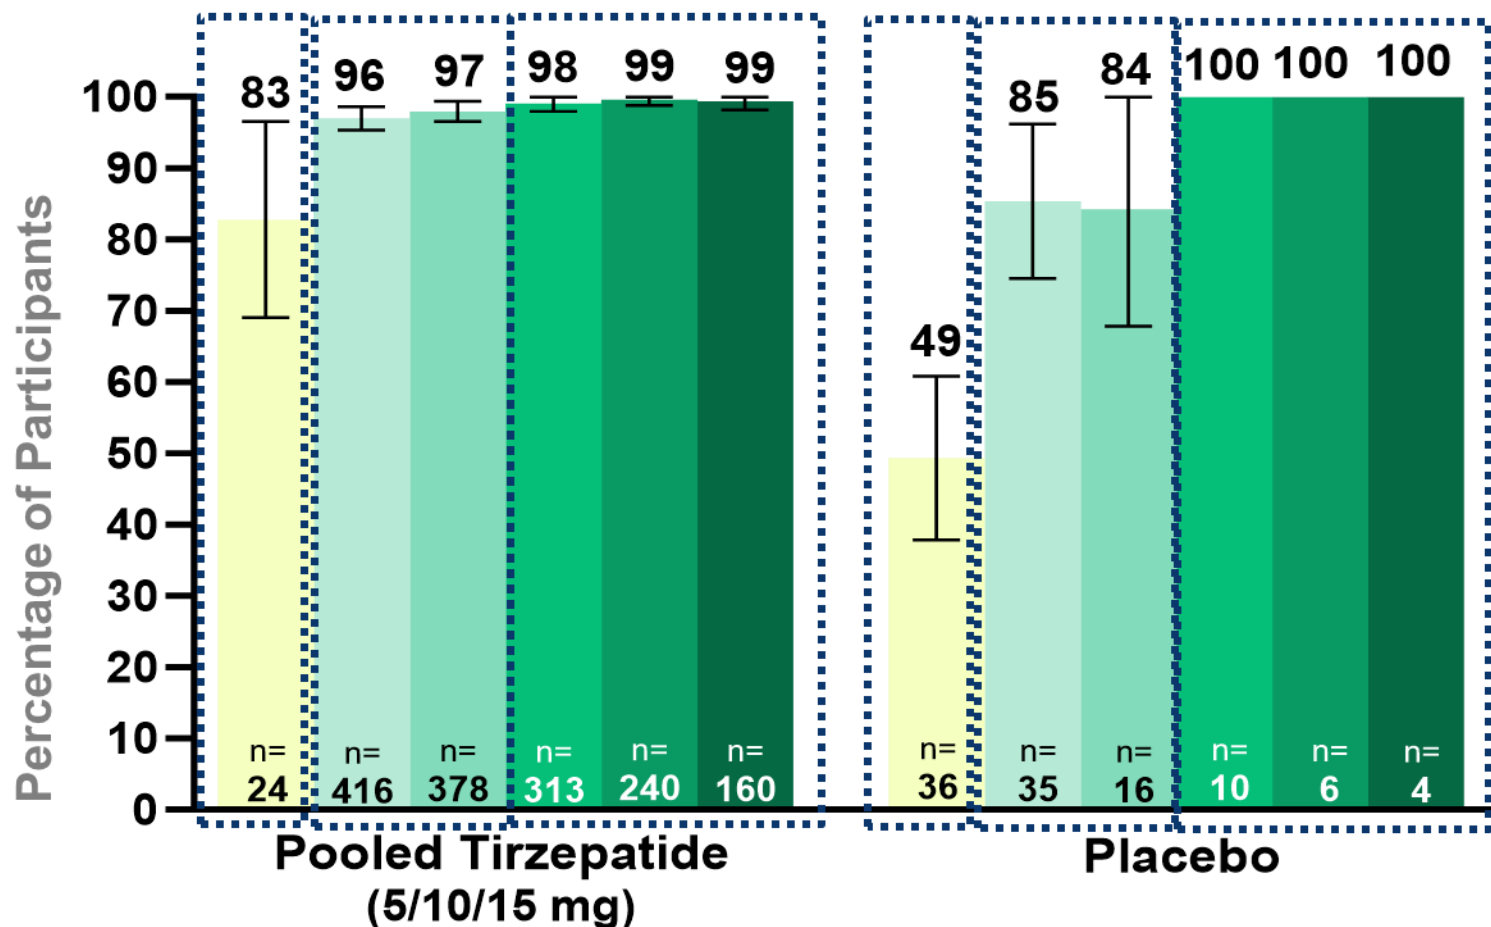 Percentage of Participants
100
90
80
70
60
50
40
30
20
10
0
83
96
97
98
99
99
n=
24
n=
416
n=
378
n=
313
n=
240
n=
160
Pooled Tirzepatide
(5/10/15 mg)
49
85
84
100
100
100
n=
36
n=
35
n=
16
n=
10
n=
6
n=
4
Placebo